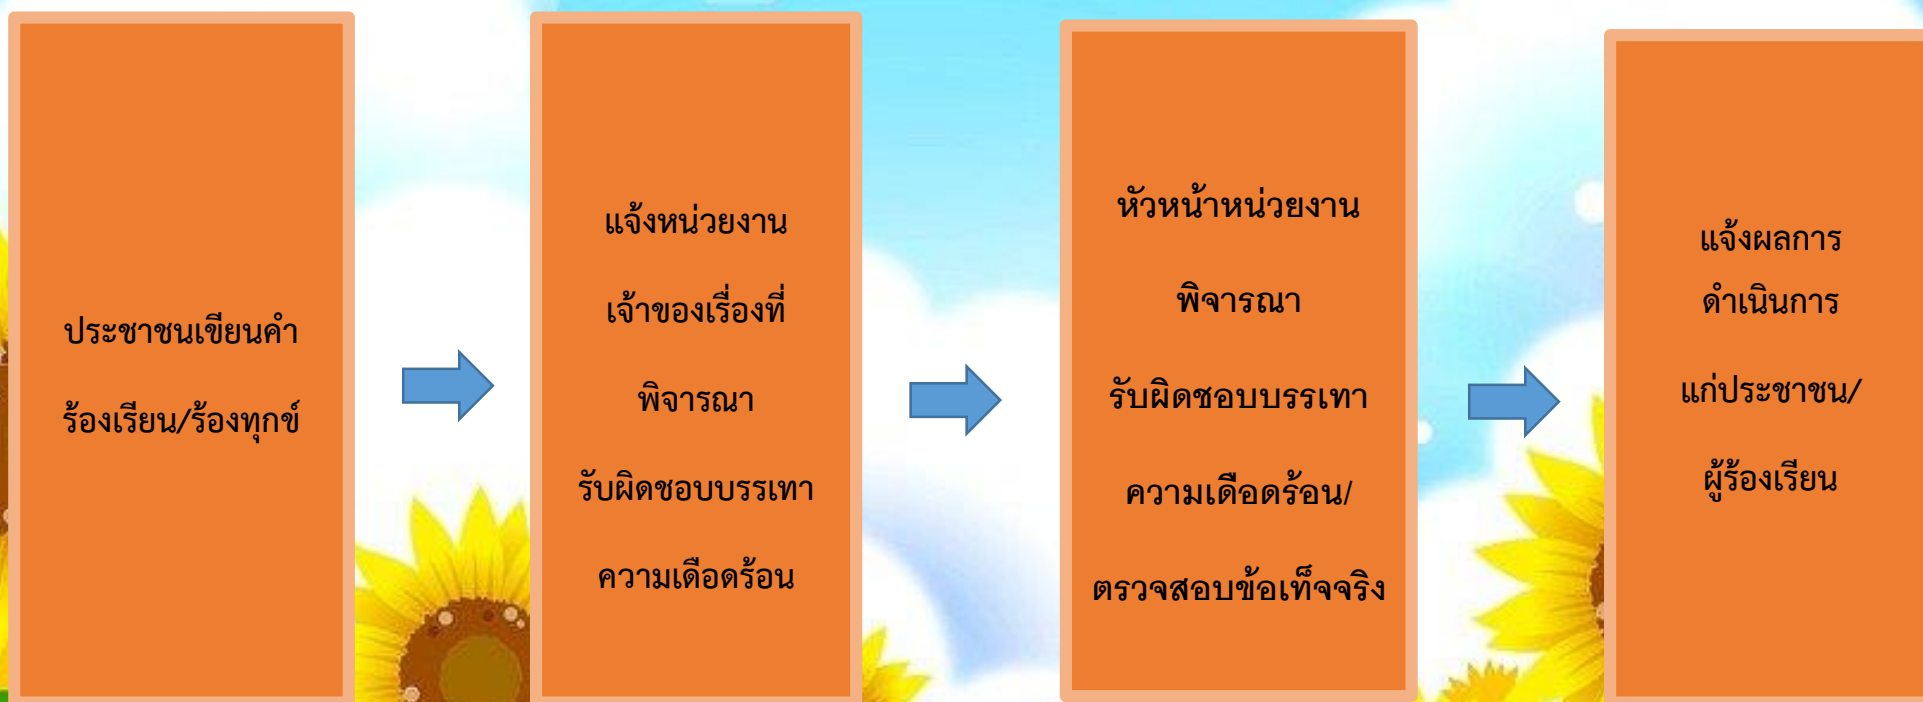 ประชาชนเขียนคำ
ร้องเรียน/ร้องทุกข์
แจ้งหน่วยงาน
เจ้าของเรื่องที่
พิจารณา
รับผิดชอบบรรเทา
ความเดือดร้อน
หัวหน้าหน่วยงาน
พิจารณา
รับผิดชอบบรรเทา
ความเดือดร้อน/
ตรวจสอบข้อเท็จจริง
แจ้งผลการ
ดำเนินการ
แก่ประชาชน/
ผู้ร้องเรียน